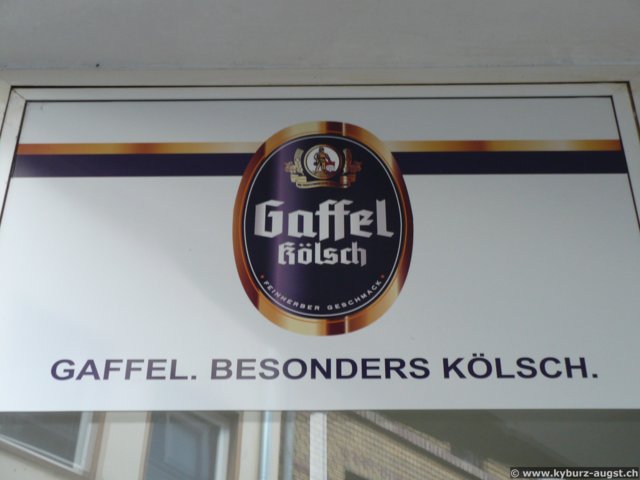 Gaffel
Kölsch
FEINHERBER GESCHMACK
GAFFEL. BESONDERS KÖLSCH.
© www.kyburz-augst.ch